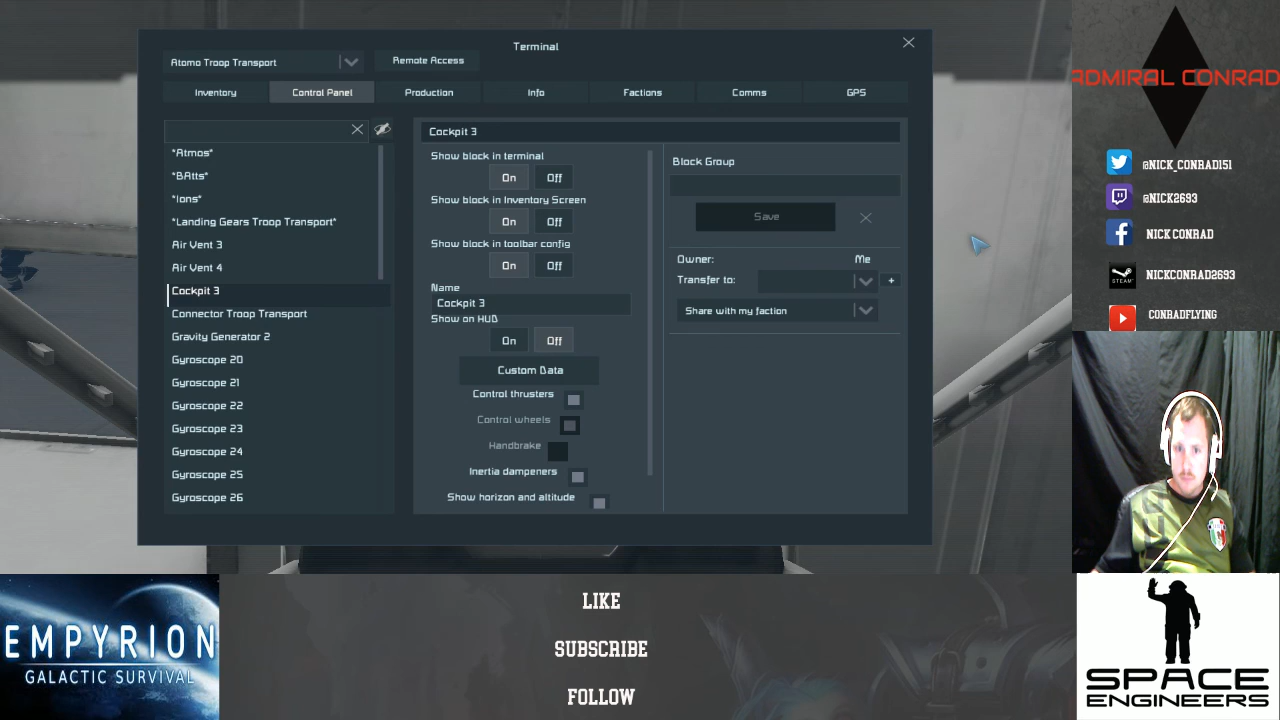 Terminal
Atomo Troop Transport
Remote Access
Inventory
Control Panel
Production
Info
Factions
Comms
GPS
*Atmos*
*BAtts*
*Ions*
*Landing Gears Troop Transport*
Air Vent 3
Air Vent 4
Cockpit 3
Connector Troop Transport
Gravity Generator 2
Gyroscope 20
Gyroscope 21
Gyroscope 22
Gyroscope 23
Gyroscope 24
Gyroscope 25
Gyroscope 26
Cockpit 3
Show block in terminal
On Off
Show block in Inventory Screen
On Off
Show block in toolbar config
On Off
Name
Cockpit 3
Show on HUD
On Off
Custom Data
Control thrusters
Control wheels
Handbrake
Inertia dampeners
Show horizon and altitude
Block Group
Save
Owner: Me
Transfer to:
+
Share with my faction
ADMIRAL CONRAD
@NICK_CONRAD151
@NICK2693
NICK CONRAD
STEAM
NICKCONRAD2693
CONRADFLYING
EMPYRION
GALACTIC SURVIVAL
LIKE
SUBSCRIBE
FOLLOW
SPACE
ENGINEERS